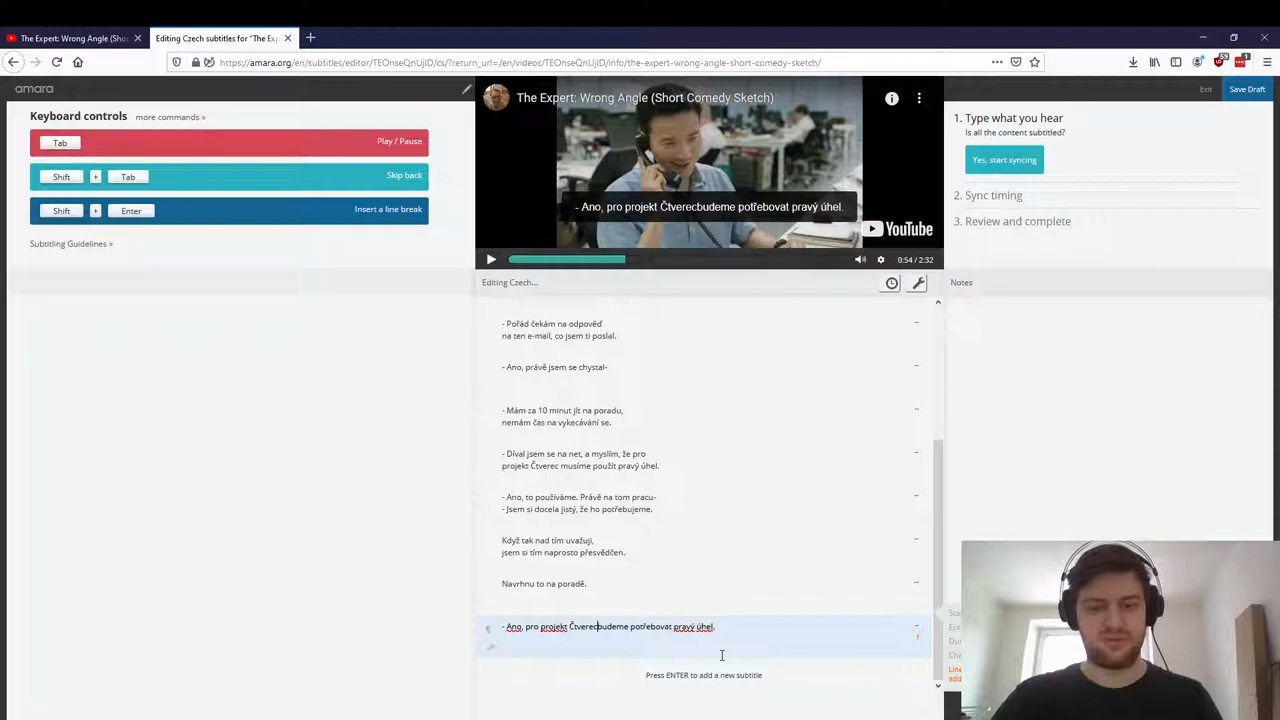 The Expert: Wrong Angle (Sho
Editing Czech subtitles for "The Exp
https://amara.org/en/subtitles/editor/TEOnseQnUjID/cs/?return_url=/en/videos/TEOnseQnUjID/info/the-expert-wrong-angle-short-comedy-sketch/
amara
Exit
Save Draft
Keyboard controls
more commands »
Tab
Play / Pause
Shift
+
Tab
Skip back
Shift
+
Enter
Insert a line break
Subtitling Guidelines »
The Expert: Wrong Angle (Short Comedy Sketch)
- Ano, pro projekt Čtverecbudeme potřebovat pravý úhel.
YouTube
0:54 / 2:32
1. Type what you hear
Is all the content subtitled?
Yes, start syncing
2. Sync timing
3. Review and complete
Editing Czech...
Notes
- Pořád čekám na odpověď
na ten e-mail, co jsem ti poslal.
- Ano, právě jsem se chystal-
- Mám za 10 minut jít na poradu,
nemám čas na vykecávání se.
- Díval jsem se na net, a myslím, že pro
projekt Čtverec musíme použít pravý úhel.
- Ano, to používáme. Právě na tom pracu-
- Jsem si docela jistý, že ho potřebujeme.
Když tak nad tím uvažuji,
jsem si tím naprosto přesvědčen.
Navrhnu to na poradě.
- Ano, pro projekt Čtverecbudeme potřebovat pravý úhel.
Press ENTER to add a new subtitle